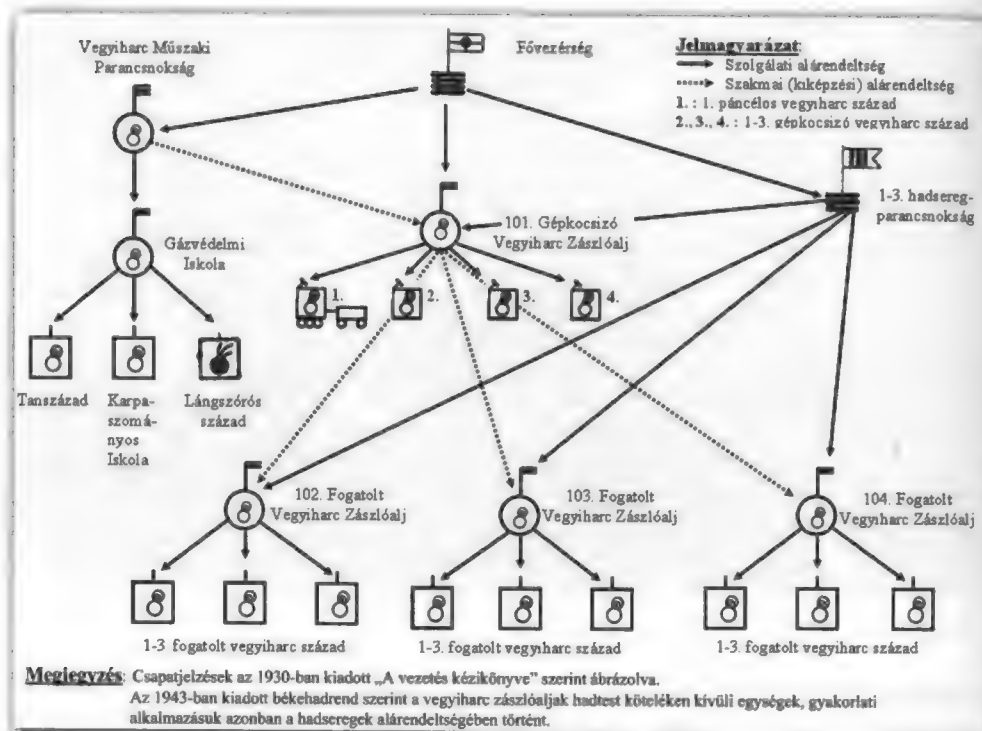 Vegyiharc Műszaki
Parancsnokság
Fővezérség
Jelmagyarázat:
Szolgálati alárendeltség
Szakmai (kiképzési) alárendeltség
1. : 1. páncélos vegyiharc század
2., 3., 4. : 1-3. gépkocsizó vegyiharc század
1-3. hadsereg-
parancsnokság
101. Gépkocsizó
Vegyiharc Zászlóalj
Gázvédelmi
Iskola
1.
2.
3.
4.
Tanszázad
Karpa-
szomá-
nyos
Iskola
Lángszórós
század
102. Fogatolt
Vegyiharc Zászlóalj
103. Fogatolt
Vegyiharc Zászlóalj
104. Fogatolt
Vegyiharc Zászlóalj
1-3 fogatolt vegyiharc század
1-3. fogatolt vegyiharc század
1-3. fogatolt vegyiharc század
Megjegyzés: Csapatjelzések az 1930-ban kiadott „A vezetés kézikönyve” szerint ábrázolva.
Az 1943-ban kiadott békehadrend szerint a vegyiharc zászlóaljak hadtest köteléken kívüli egységek, gyakorlati
alkalmazásuk azonban a hadseregek alárendeltségében történt.